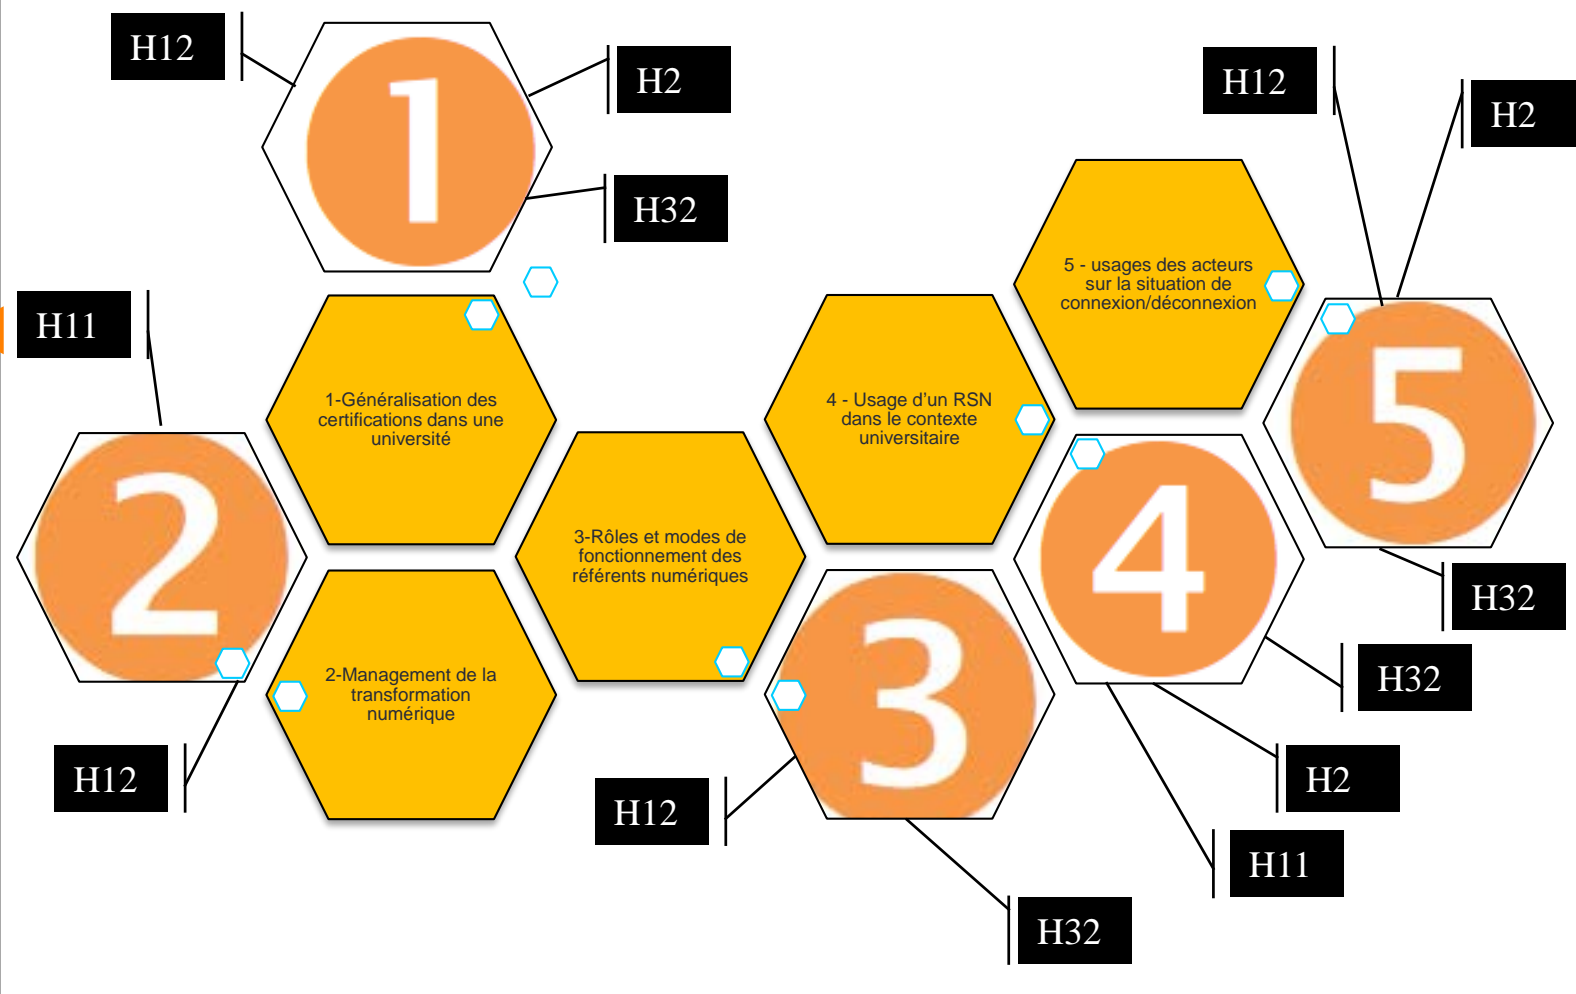 H12
1
H2
H32
H12
H2
5 - usages des acteurs
sur la situation de
connexion/déconnexion
H11
1-Généralisation des
certifications dans une
université
4 - Usage d’un RSN
dans le contexte
universitaire
5
2
3-Rôles et modes de
fonctionnement des
référents numériques
4
H32
2-Management de la
transformation
numérique
3
H32
H12
H12
H2
H11
H32